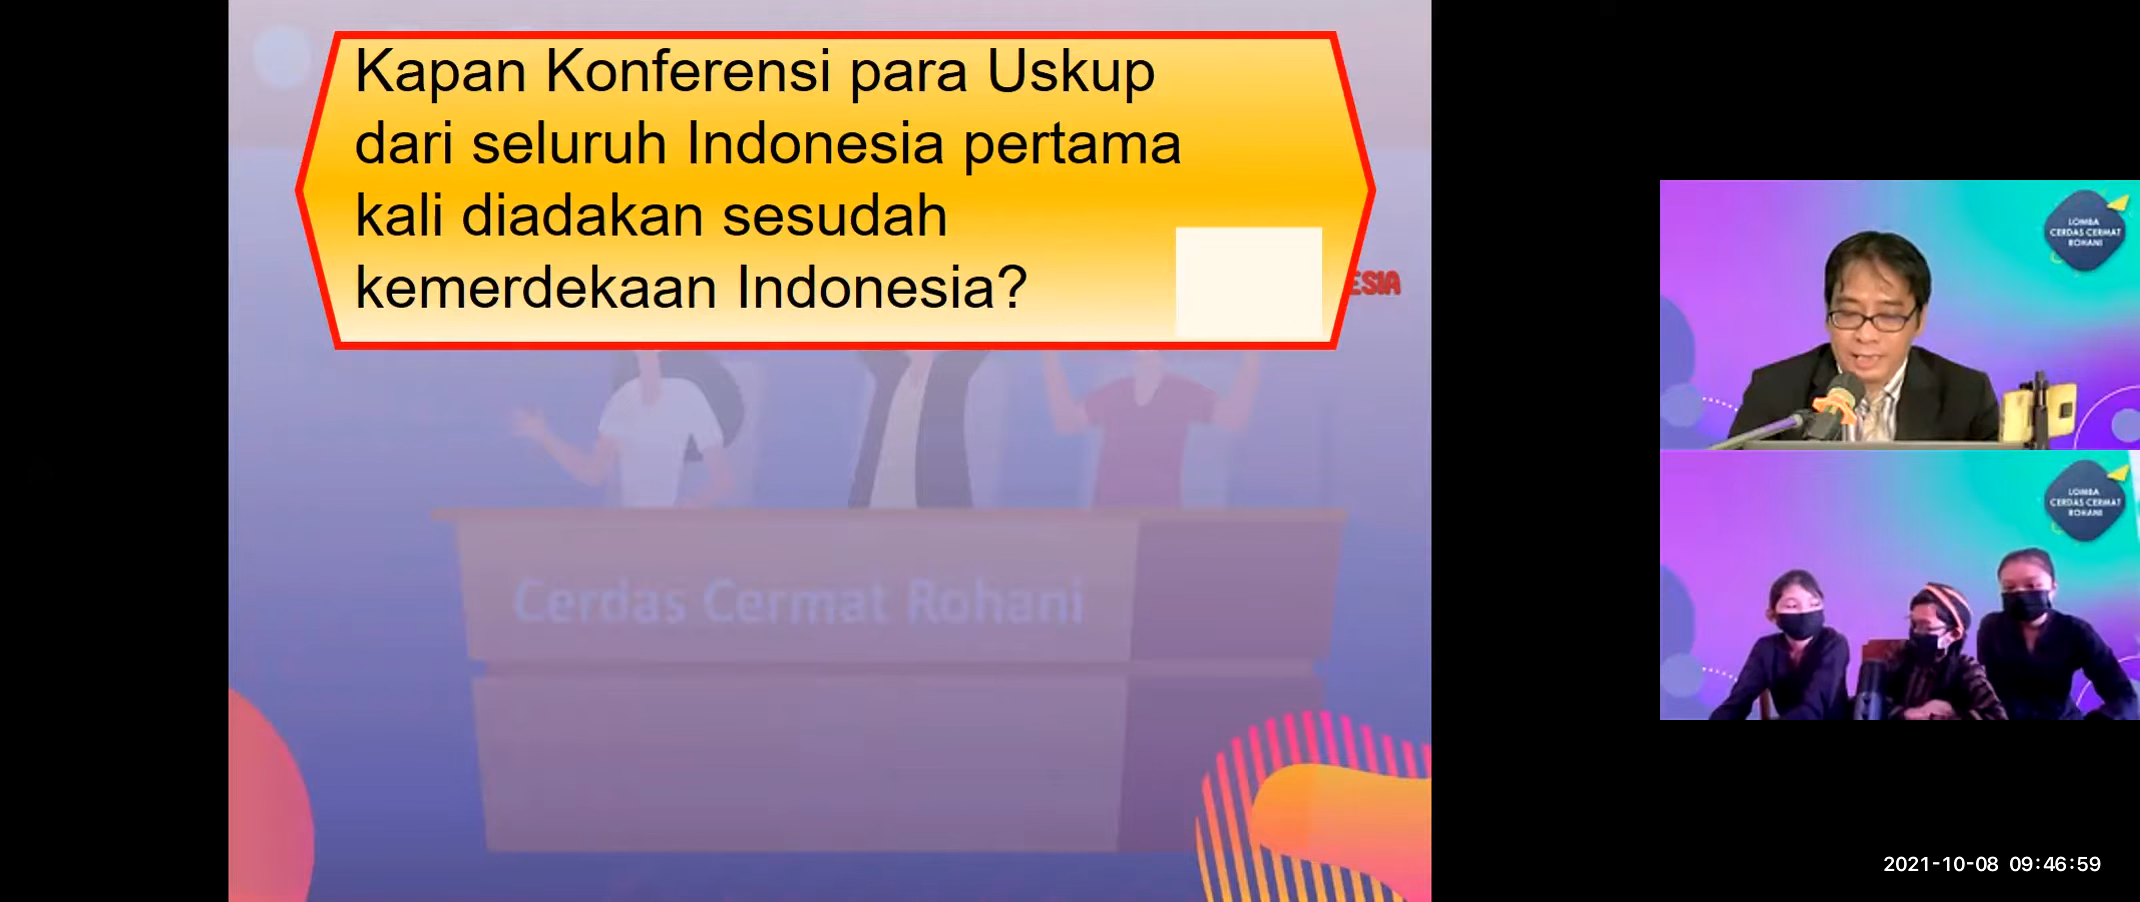 Kapan Konferensi para Uskup
dari seluruh Indonesia pertama
kali diadakan sesudah
kemerdekaan Indonesia?
ESIA
Cerdas Cermat Rohani
LOMBA
CERDAS CERMAT
ROHANI
LOMBA
CERDAS CERMAT
ROHANI
2021-10-08 09:46:59